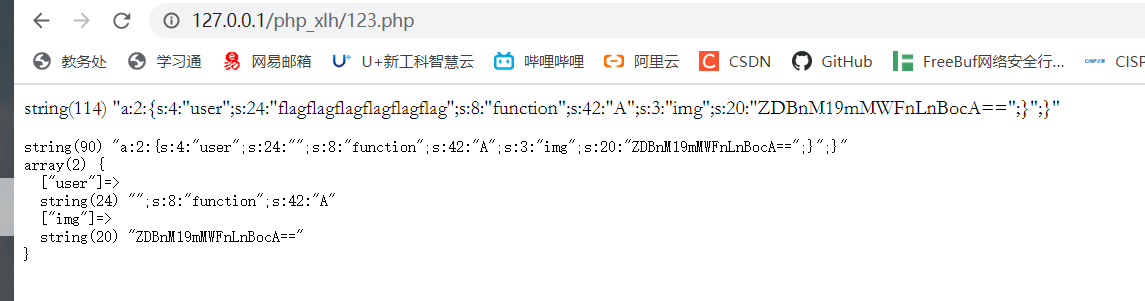 127.0.0.1/php_xlh/123.php
教务处 学习通 网易邮箱 U+新工科智慧云 哔哩哔哩 阿里云 CSDN GitHub FreeBuf网络安全行... CISP
string(114) "a:2:{s:4:"user";s:24:"flagflagflagflagflagflag";s:8:"function";s:42:"A";s:3:"img";s:20:"ZDBnM19mMWFnLnBocA==";}";}"
string(90) "a:2:{s:4:"user";s:24:"";s:8:"function";s:42:"A";s:3:"img";s:20:"ZDBnM19mMWFnLnBocA==";}";}"
array(2) {
["user"]=>
string(24) "";s:8:"function";s:42:"A"
["img"]=>
string(20) "ZDBnM19mMWFnLnBocA=="
}